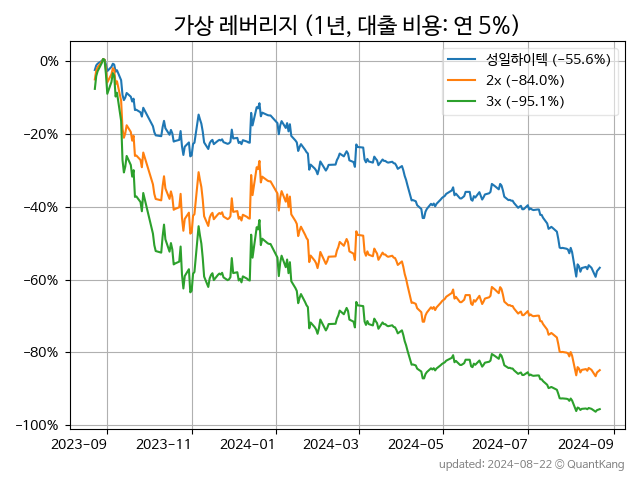 가상 레버리지 (1년, 대출 비용: 연 5%)
성일하이텍 (−55.6%)
2x (−84.0%)
3x (−95.1%)
0%
−20%
−40%
−60%
−80%
−100%
2023-09 2023-11 2024-01 2024-03 2024-05 2024-07 2024-09
updated: 2024-08-22 © QuantKang